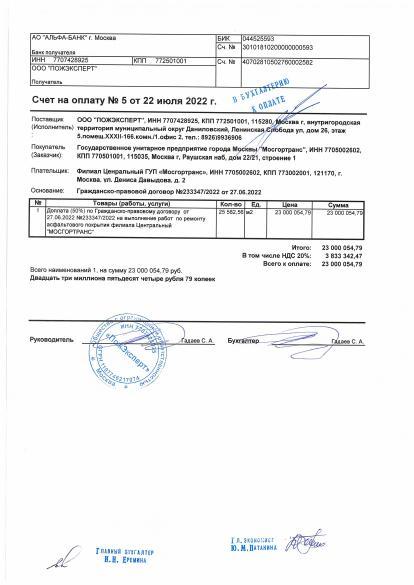 АО "АЛЬФА-БАНК" г. Москва
БИК 044525593
Сч. № 30101810200000000593
Банк получателя
ИНН 7707428925 КПП 772501001 Сч. № 40702810502760002582
ООО "ПОЖЭКСПЕРТ"
Получатель
В БУХГАЛТЕРИЮ
К ОПЛАТЕ
Счет на оплату № 5 от 22 июля 2022 г.
Поставщик (Исполнитель): ООО "ПОЖЭКСПЕРТ", ИНН 7707428925, КПП 772501001, 115280, Москва г, внутригородская
территория муниципальный округ Даниловский, Ленинская Слобода ул, дом 26, этаж
5.помещ.XXXII-166.комн./1.офис 2. тел.: 89261993690​6
Покупатель (Заказчик): Государственное унитарное предприятие города Москвы "Мосгортранс", ИНН 7705002602,
КПП 770501001, 115035, Москва г, Раушская наб, дом 22/21, строение 1
Плательщик: Филиал Ценральный ГУП «Мосгортранс», ИНН 7705002602, КПП 773002001, 121170, г.
Москва, ул. Дениса Давыдова, д. 2
Основание: Гражданско-правовой договор №233347/2022 от 27.06.2022
№ Товары (работы, услуги) Кол-во Ед. Цена Сумма
1 Доплата (50%) по Гражданско-правовому договору от 25 562,56 м2 23 000 054,79 23 000 054,79
27.06.2022 №233347/2022 на выполнение работ по ремонту
асфальтового покрытия филиала Центральный
"МОСГОРТРАНС"
Итого: 23 000 054,79
В том числе НДС 20%: 3 833 342,47
Всего к оплате: 23 000 054,79
Всего наименований 1, на сумму 23 000 054,79 руб.
Двадцать три миллиона пятьдесят четыре рубля 79 копеек
Руководитель Гадаев С. А. Бухгалтер Гадаев С. А.
«ПожЭксперт»
Москва
ГЛАВНЫЙ БУХГАЛТЕР
Н.Н. ЕРОМИНА
ГЛ. ЭКОНОМИСТ
Ю.М. ПАТАНИНА